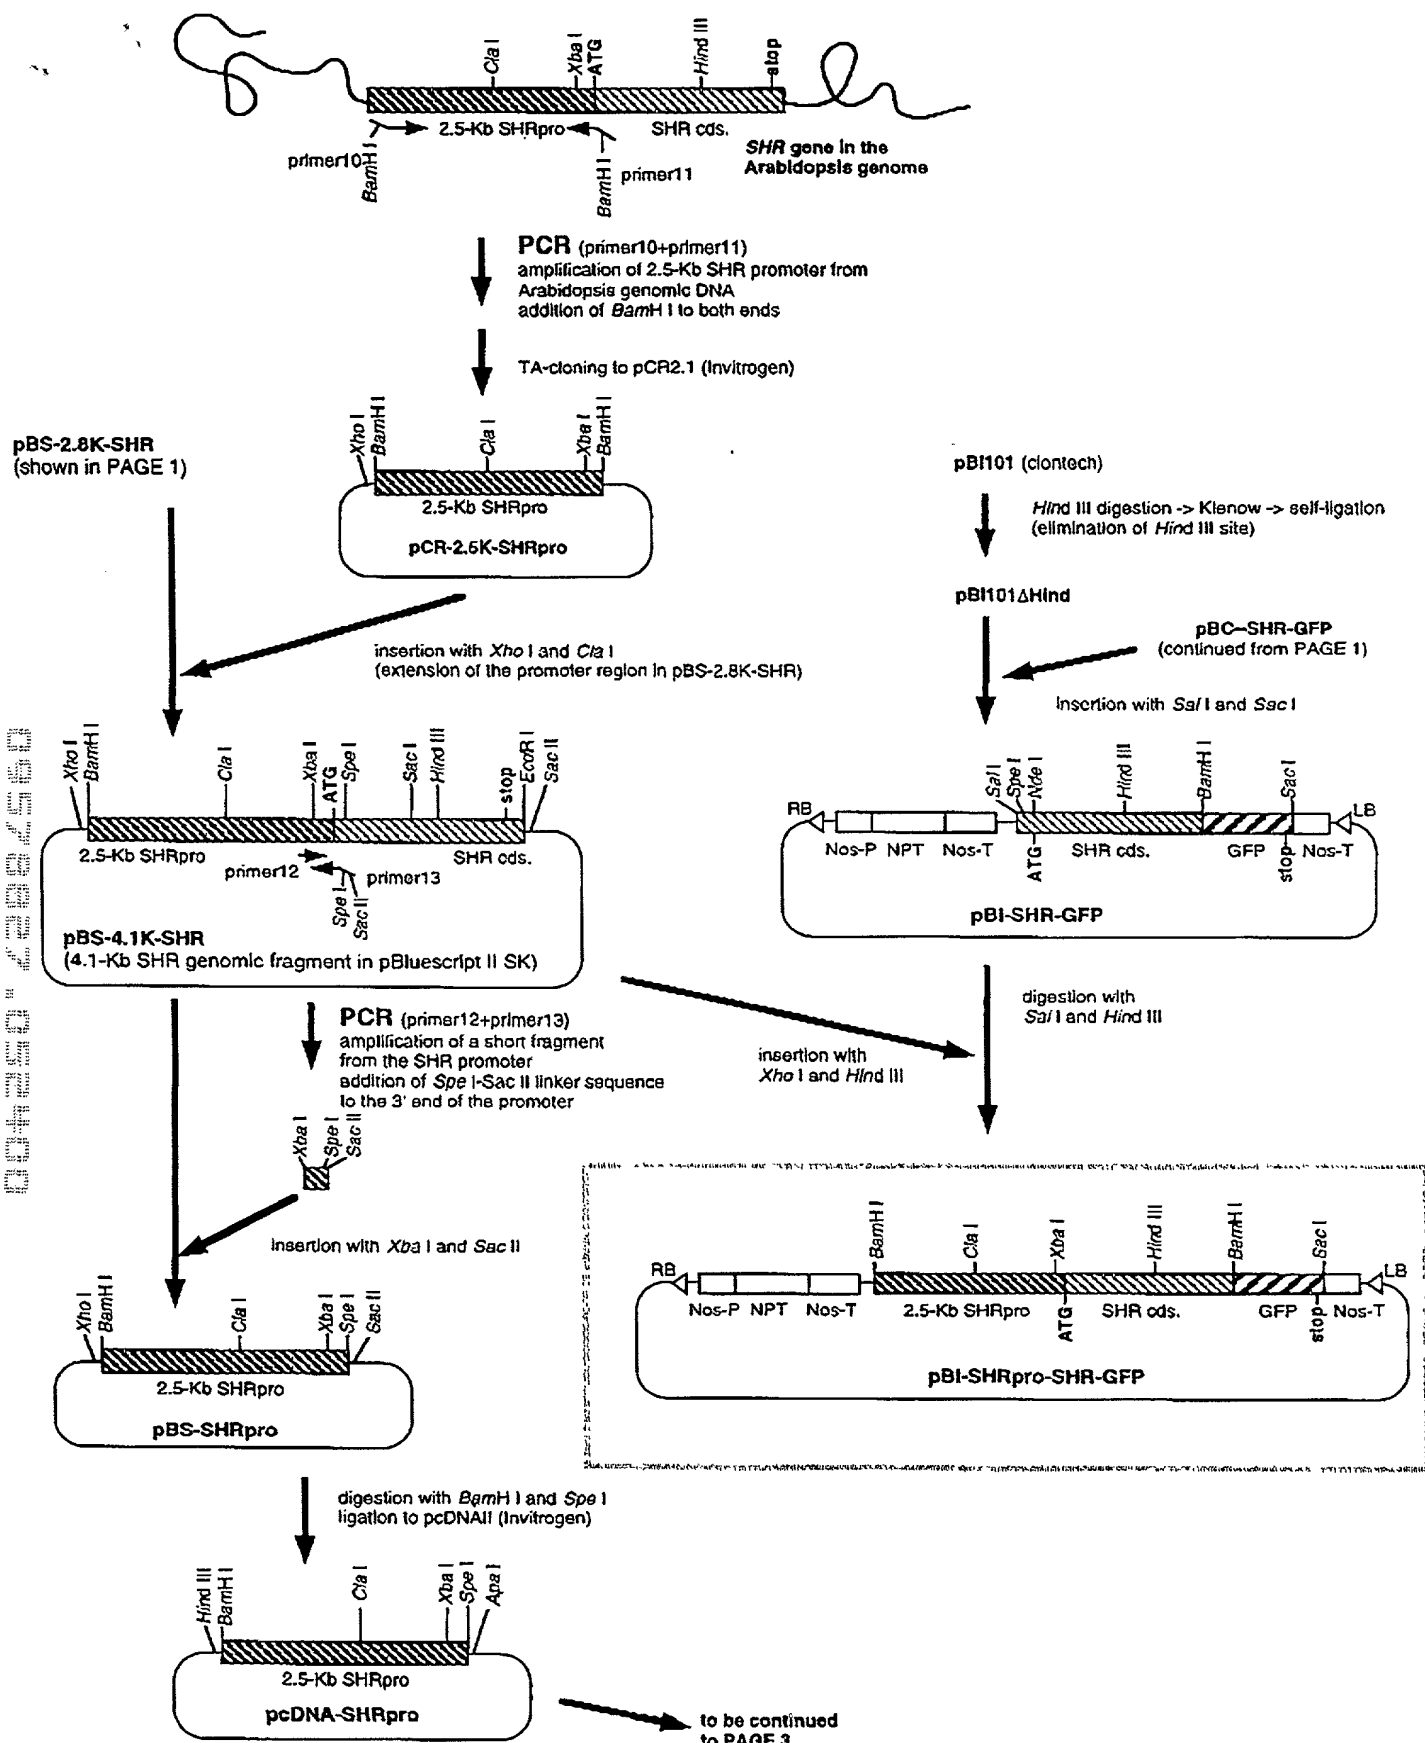 Cla I
Xba I
ATG
Hind III
stop
2.5-Kb SHRpro
SHR cds.
primer10
BamH I
BamH I
primer11
SHR gene in the
Arabidopsis genome
PCR (primer10+primer11)
amplification of 2.5-Kb SHR promoter from
Arabidopsis genomic DNA
addition of BamH I to both ends
TA-cloning to pCR2.1 (Invitrogen)
Xho I
BamH I
Cla I
Xba I
BamH I
2.5-Kb SHRpro
pCR-2.5K-SHRpro
pBS-2.8K-SHR
(shown in PAGE 1)
insertion with Xho I and Cla I
(extension of the promoter region in pBS-2.8K-SHR)
pBI101 (clontech)
Hind III digestion -> Klenow -> self-ligation
(elimination of Hind III site)
pBI101ΔHind
pBC-SHR-GFP
(continued from PAGE 1)
Insertion with Sal I and Sac I
Xho I
BamH I
Cla I
Xba I
ATG
Spe I
Sac I
Hind III
stop
EcoR I
Sac II
2.5-Kb SHRpro
SHR cds.
primer12
primer13
Spe I
Sac II
pBS-4.1K-SHR
(4.1-Kb SHR genomic fragment in pBluescript II SK)
Sal I
Spe I
Nde I
Hind III
BamH I
Sac I
RB
LB
Nos-P
NPT
Nos-T
ATG
SHR cds.
GFP
stop
Nos-T
pBI-SHR-GFP
digestion with
Sal I and Hind III
insertion with
Xho I and Hind III
PCR (primer12+primer13)
amplification of a short fragment
from the SHR promoter
addition of Spe I-Sac II linker sequence
to the 3' end of the promoter
Xba I
Spe I
Sac II
Insertion with Xba I and Sac II
Xho I
BamH I
Cla I
Xba I
Spe I
Sac II
2.5-Kb SHRpro
pBS-SHRpro
BamH I
Cla I
Xba I
Hind III
BamH I
Sac I
RB
LB
Nos-P
NPT
Nos-T
2.5-Kb SHRpro
ATG
SHR cds.
GFP
stop
Nos-T
pBI-SHRpro-SHR-GFP
digestion with BamH I and Spe I
ligation to pcDNAII (Invitrogen)
Hind III
BamH I
Cla I
Xba I
Spe I
Apa I
2.5-Kb SHRpro
pcDNA-SHRpro
to be continued
to PAGE 3